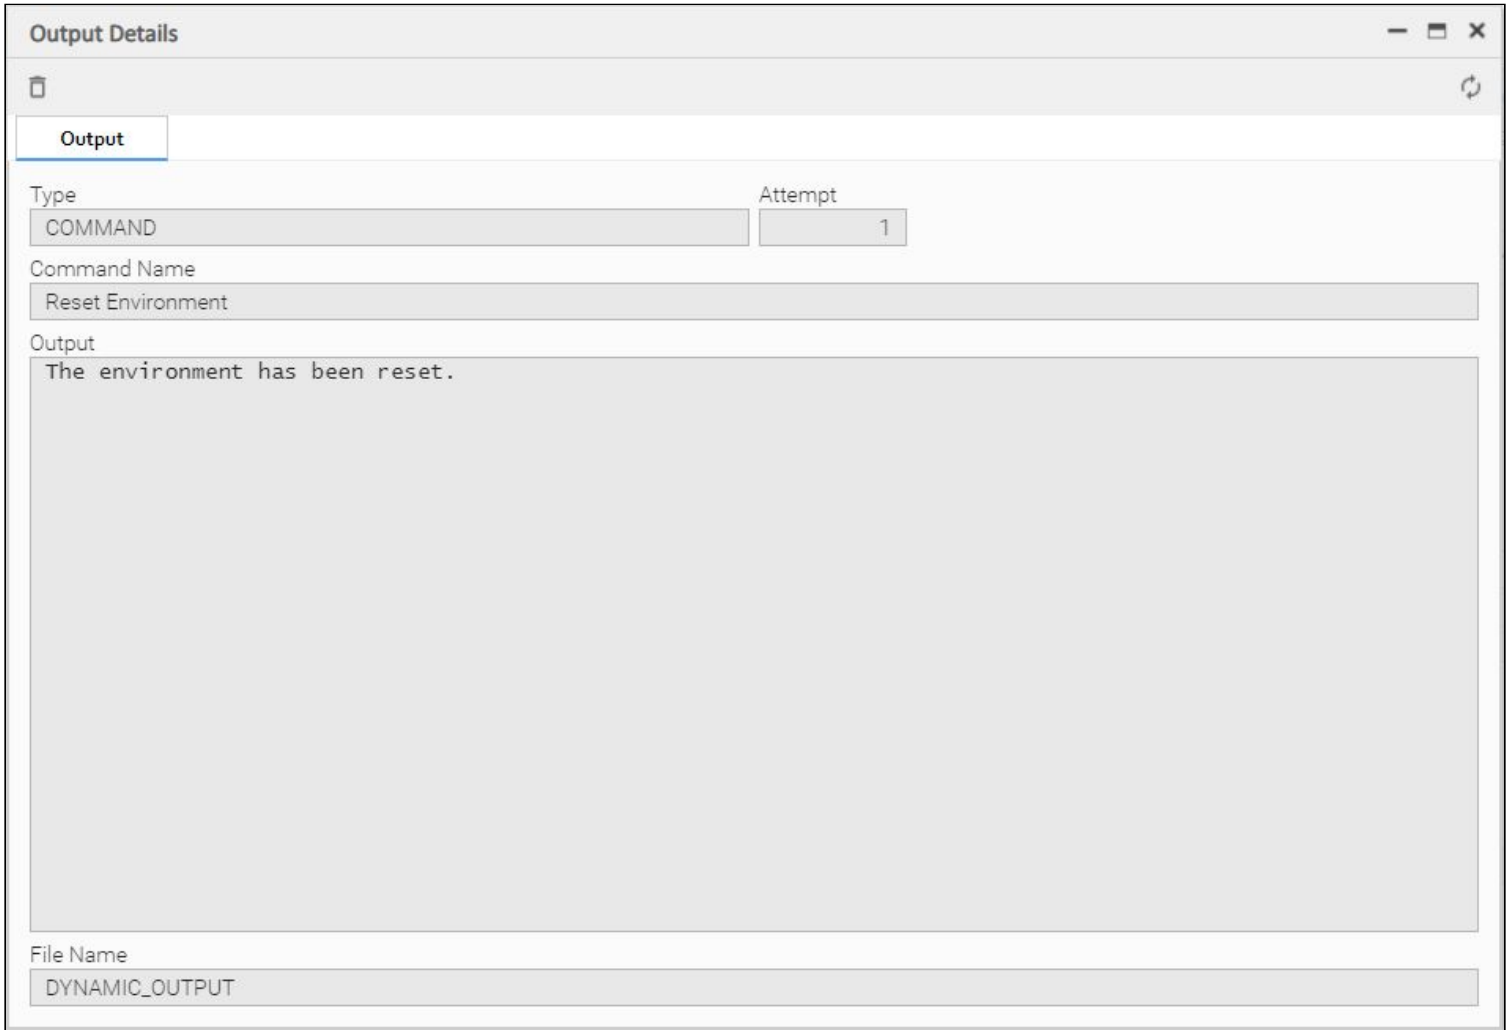 Output Details
Output
Type
Attempt
COMMAND
1
Command Name
Reset Environment
Output
The environment has been reset.
File Name
DYNAMIC_OUTPUT